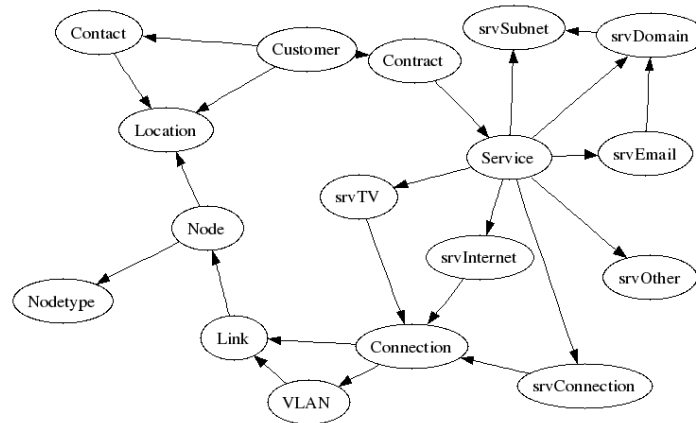 Contact
Customer
srvSubnet
srvDomain
Contract
Location
Service
srvEmail
srvTV
Node
srvInternet
srvOther
Nodetype
Link
Connection
srvConnection
VLAN